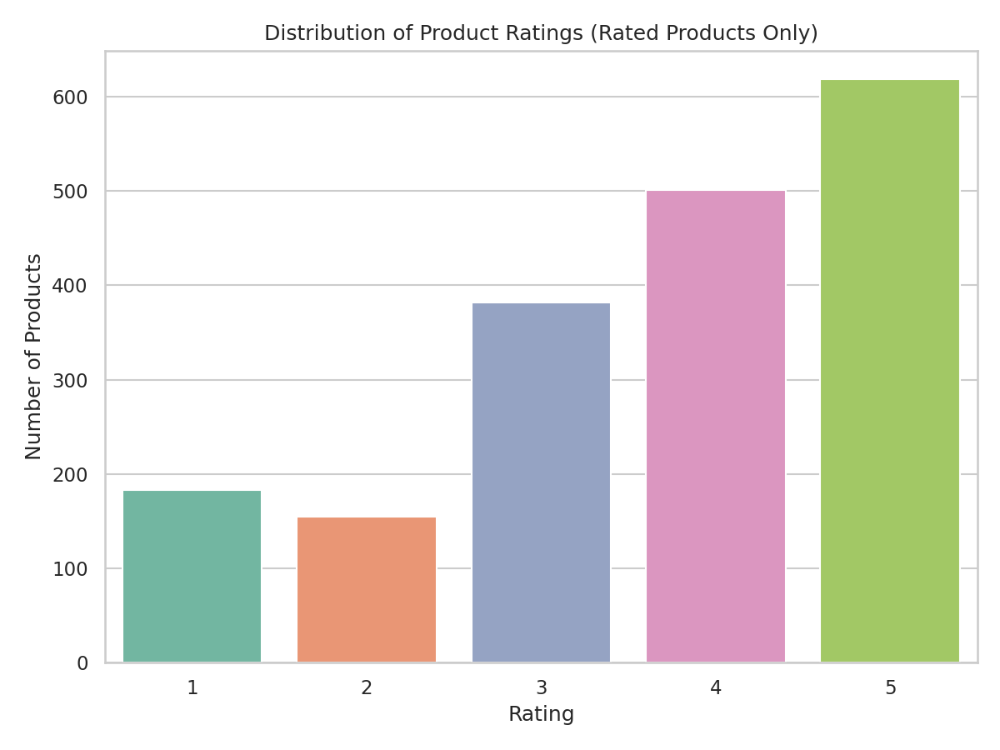 Distribution of Product Ratings (Rated Products Only)
Number of Products
600
500
400
300
200
100
0
1 2 3 4 5
Rating